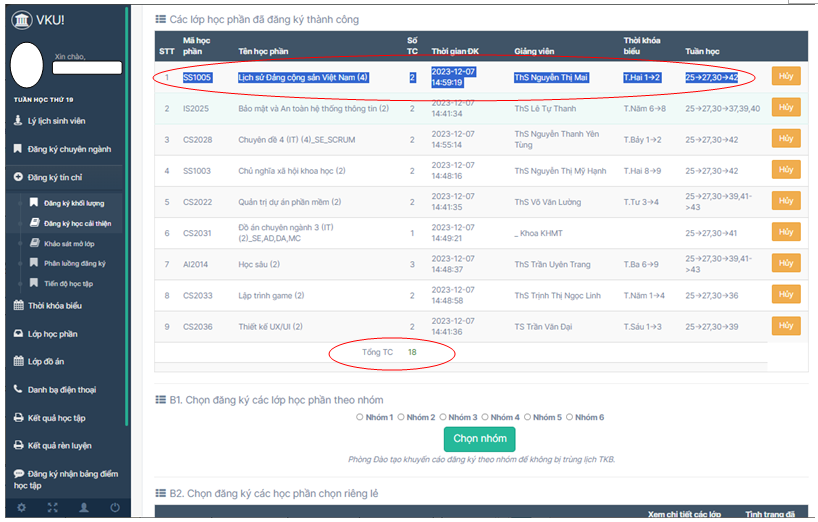 VKU!
Xin chào,
TUẦN HỌC THỨ 19
Lý lịch sinh viên
Đăng ký chuyên ngành
Đăng ký tín chỉ
Đăng ký khối lượng
Đăng ký học cải thiện
Khảo sát mở lớp
Phân luồng đăng ký
Tiến độ học tập
Thời khóa biểu
Lớp học phần
Lớp đồ án
Danh bạ điện thoại
Kết quả học tập
Kết quả rèn luyện
Đăng ký nhận bảng điểm
học tập
Các lớp học phần đã đăng ký thành công
STT Mã học phần Tên học phần Số TC Thời gian ĐK Giảng viên Thời khóa biểu Tuần học
1 SS1005 Lịch sử Đảng cộng sản Việt Nam (4) 2 2023-12-07 14:59:19 ThS Nguyễn Thị Mai T.Hai 1→2 25→27,30→42 Hủy
2 IS2025 Bảo mật và An toàn hệ thống thông tin (2) 2 2023-12-07 14:41:34 ThS Lê Tự Thanh T.Năm 6→8 25→27,30→37,39,40 Hủy
3 CS2028 Chuyên đề 4 (IT) (4)_SE_SCRUM 2 2023-12-07 14:55:14 ThS Nguyễn Thanh Yên Tùng T.Bảy 1→2 25→27,30→42 Hủy
4 SS1003 Chủ nghĩa xã hội khoa học (2) 2 2023-12-07 14:48:16 ThS Nguyễn Thị Mỹ Hạnh T.Hai 8→9 25→27,30→42 Hủy
5 CS2022 Quản trị dự án phần mềm (2) 2 2023-12-07 14:41:35 ThS Võ Văn Lường T.Tư 3→4 25→27,30→39,41->43 Hủy
6 CS2031 Đồ án chuyên ngành 3 (IT) (2)_SE,AD,DA,MC 1 2023-12-07 14:49:21 _ Khoa KHMT 25→27,30→41 Hủy
7 AI2014 Học sâu (2) 3 2023-12-07 14:48:37 ThS Trần Uyên Trang T.Ba 6→9 25→27,30→39,41->43 Hủy
8 CS2033 Lập trình game (2) 2 2023-12-07 14:48:58 ThS Trịnh Thị Ngọc Linh T.Năm 1→4 25→27,30→36 Hủy
9 CS2036 Thiết kế UX/UI (2) 2 2023-12-07 14:41:36 TS Trần Văn Đại T.Sáu 1→3 25→27,30→39 Hủy
Tổng TC 18
B1. Chọn đăng ký các lớp học phần theo nhóm
Nhóm 1 Nhóm 2 Nhóm 3 Nhóm 4 Nhóm 5 Nhóm 6
Chọn nhóm
Phòng Đào tạo khuyến cáo đăng ký theo nhóm để không bị trùng lịch TKB.
B2. Chọn đăng ký các học phần chọn riêng lẻ
Xem chi tiết các lớp Tình trạng đã